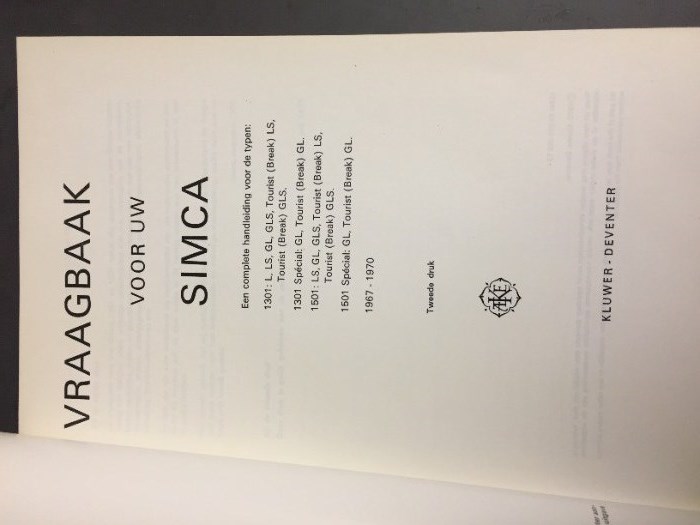 VRAAGBAAK
VOOR UW
SIMCA
Een complete handleiding voor de typen:
1301: L, LS, GL, GLS, Tourist (Break) LS,
Tourist (Break) GLS.
1301 Spécial: GL, Tourist (Break) GL.
1501: LS, GL, GLS, Tourist (Break) LS,
Tourist (Break) GLS.
1501 Spécial: GL, Tourist (Break) GL.
1967 - 1970
Tweede druk
KLUWER - DEVENTER